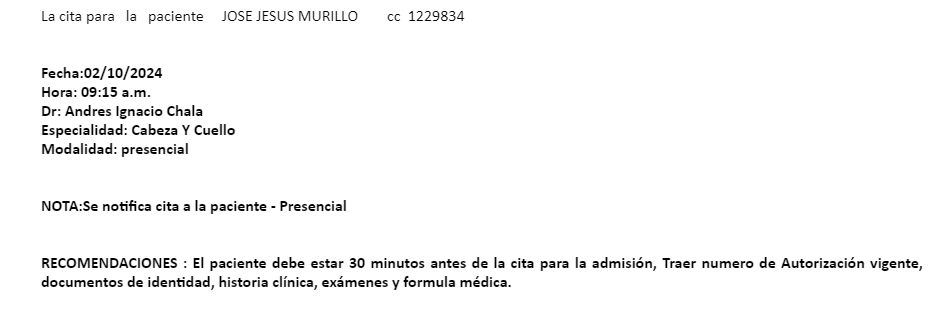 La cita para la paciente JOSE JESUS MURILLO cc 1229834
Fecha:02/10/2024
Hora: 09:15 a.m.
Dr: Andres Ignacio Chala
Especialidad: Cabeza Y Cuello
Modalidad: presencial
NOTA:Se notifica cita a la paciente - Presencial
RECOMENDACIONES : El paciente debe estar 30 minutos antes de la cita para la admisión, Traer numero de Autorización vigente,
documentos de identidad, historia clínica, exámenes y formula médica.